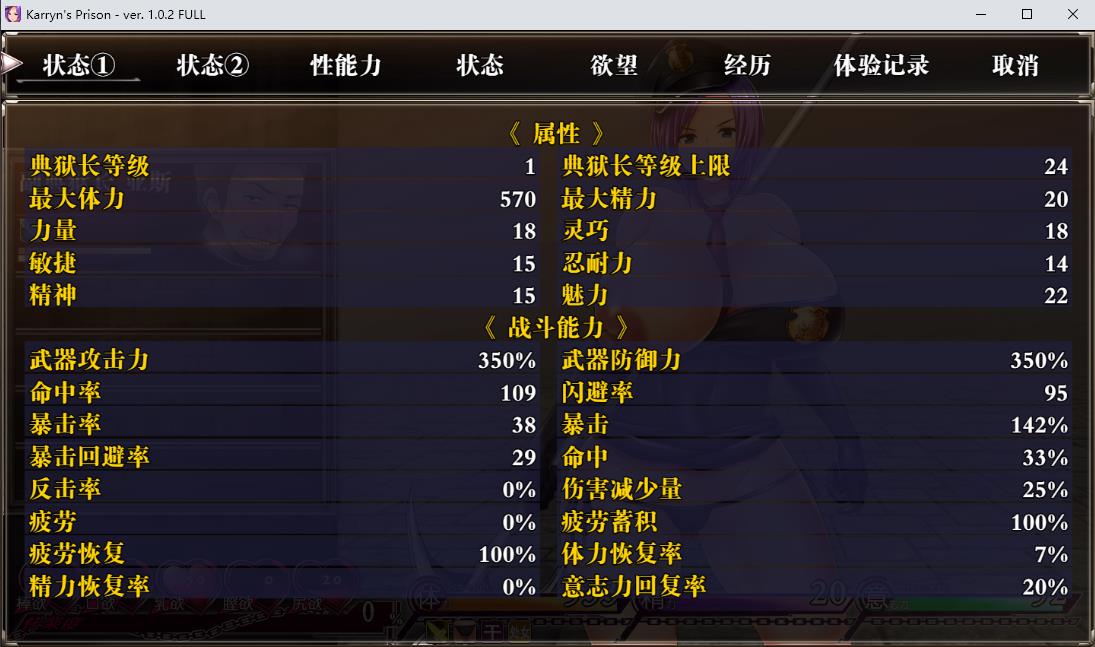 Karryn's Prison - ver. 1.0.2 FULL
状态① 状态② 性能力 状态 欲望 经历 体验记录 取消
《 属性 》
典狱长等级 1 典狱长等级上限 24
最大体力 570 最大精力 20
力量 18 灵巧 18
敏捷 15 忍耐力 14
精神 15 魅力 22
《 战斗能力 》
武器攻击力 350% 武器防御力 350%
命中率 109 闪避率 95
暴击率 38 暴击 142%
暴击回避率 29 命中 33%
反击率 0% 伤害减少量 25%
疲劳 0% 疲劳蓄积 100%
疲劳恢复 100% 体力恢复率 7%
精力恢复率 0% 意志力回复率 20%